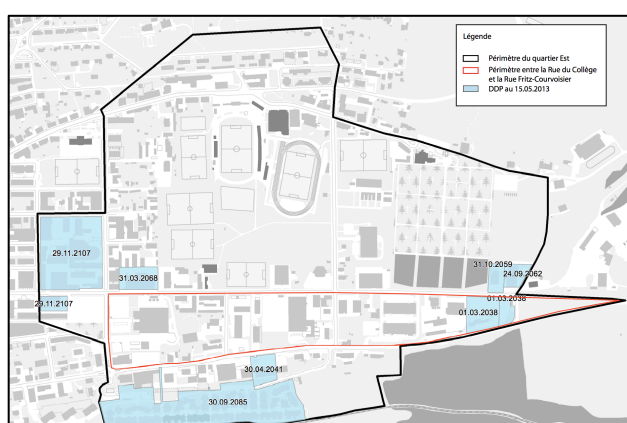 Légende
Périmètre du quartier Est
Périmètre entre la Rue du Collège
et la Rue Fritz-Courvoisier
DDP au 15.05.2013
29.11.2107
31.03.2068
31.10.2059
24.09.2062
29.11.2107
01.03.2038
01.03.2038
30.04.2041
30.09.2085